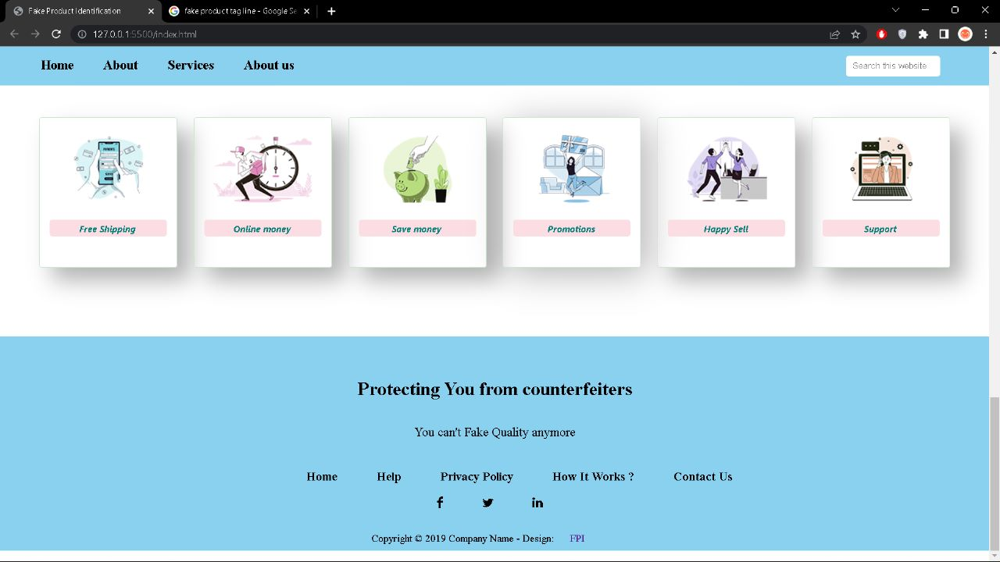 Fake Product Identification
fake product tag line - Google Se
127.0.0.1:5500/index.html
Home About Services About us
Search this website
Free Shipping Online money Save money Promotions Happy Sell Support
Protecting You from counterfeiters
You can't Fake Quality anymore
Home Help Privacy Policy How It Works ? Contact Us
Copyright © 2019 Company Name - Design: FPI